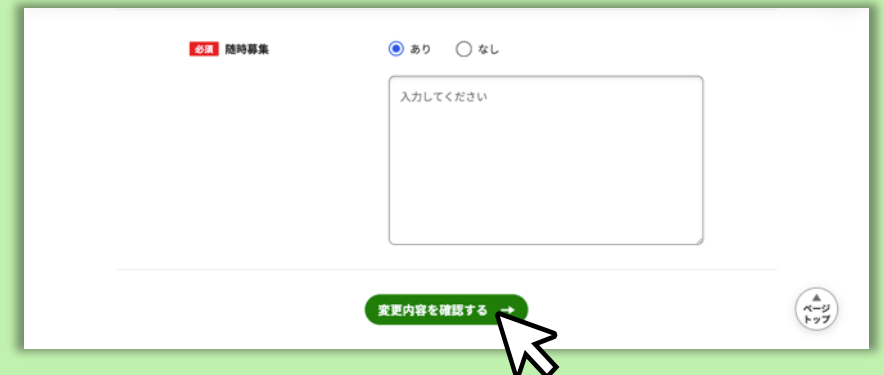 必須 随時募集 あり なし
入力してください
変更内容を確認する →
▲
ページ
トップ